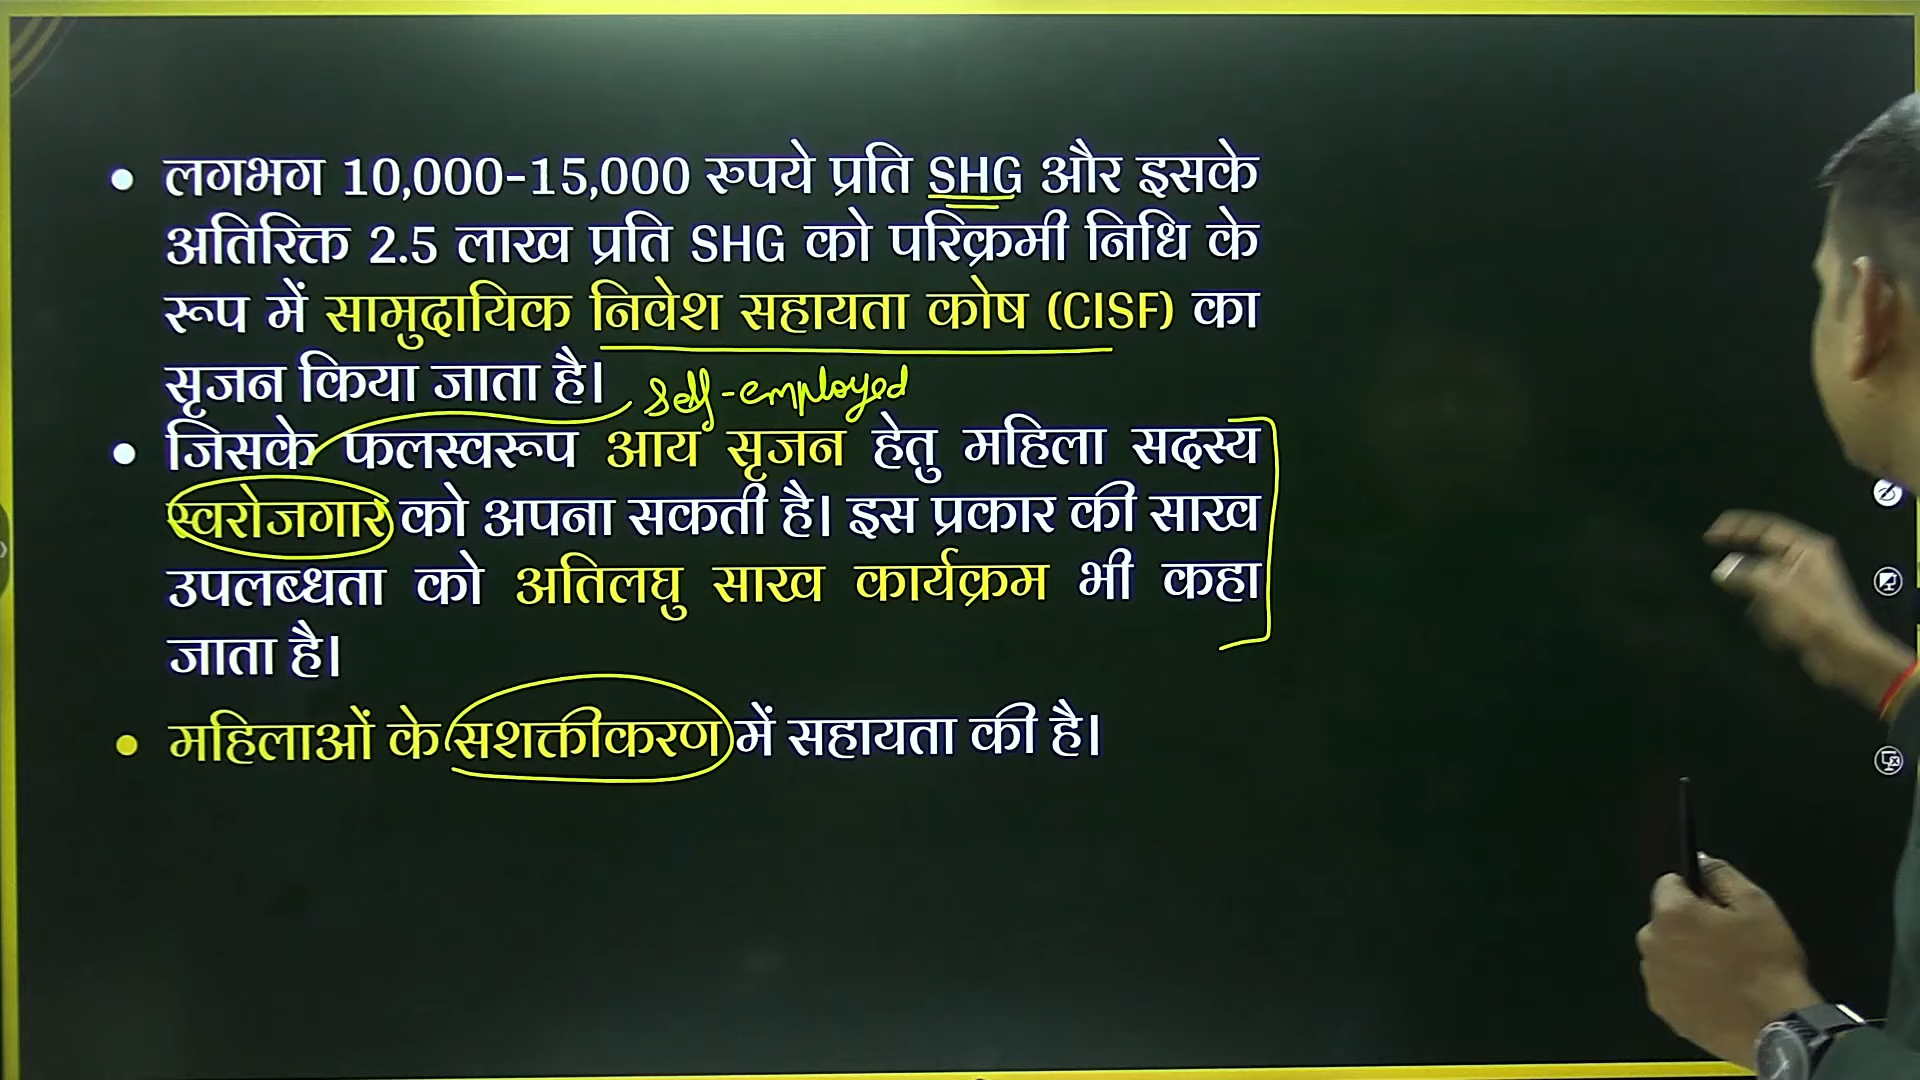 लगभग 10,000-15,000 रुपये प्रति SHG और इसके
अतिरिक्त 2.5 लाख प्रति SHG को परिक्रमी निधि के
रूप में सामुदायिक निवेश सहायता कोष (CISF) का
सृजन किया जाता है।
self-employed
जिसके फलस्वरूप आय सृजन हेतु महिला सदस्य
स्वरोजगार को अपना सकती है। इस प्रकार की साख
उपलब्धता को अतिलघु साख कार्यक्रम भी कहा
जाता है।
महिलाओं के सशक्तीकरण में सहायता की है।